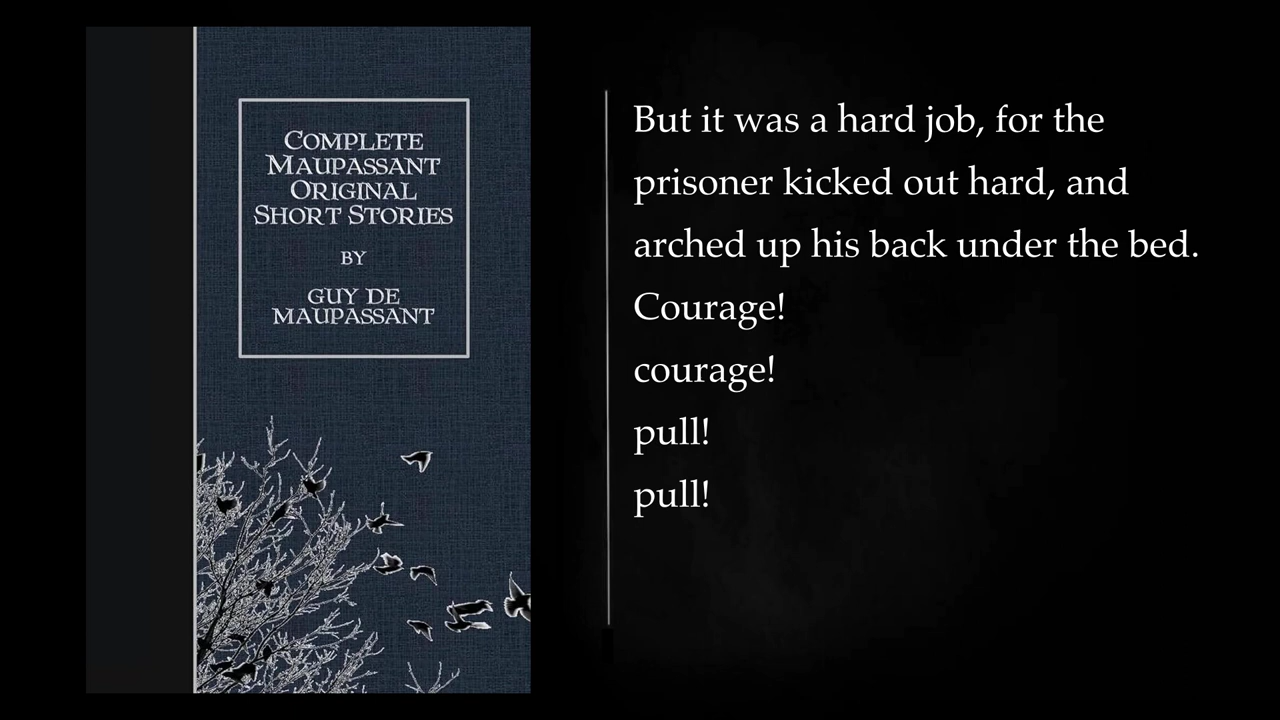 COMPLETE
MAUPASSANT
ORIGINAL
SHORT STORIES
BY
GUY DE
MAUPASSANT
But it was a hard job, for the
prisoner kicked out hard, and
arched up his back under the bed.
Courage!
courage!
pull!
pull!